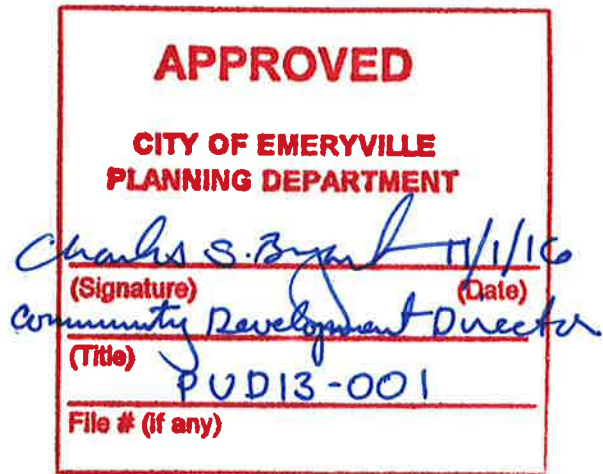 APPROVED
CITY OF EMERYVILLE
PLANNING DEPARTMENT
Charles S. Bryant 11/1/16
(Signature) (Date)
Community Development Director
(Title)
PUD13-001
File # (if any)